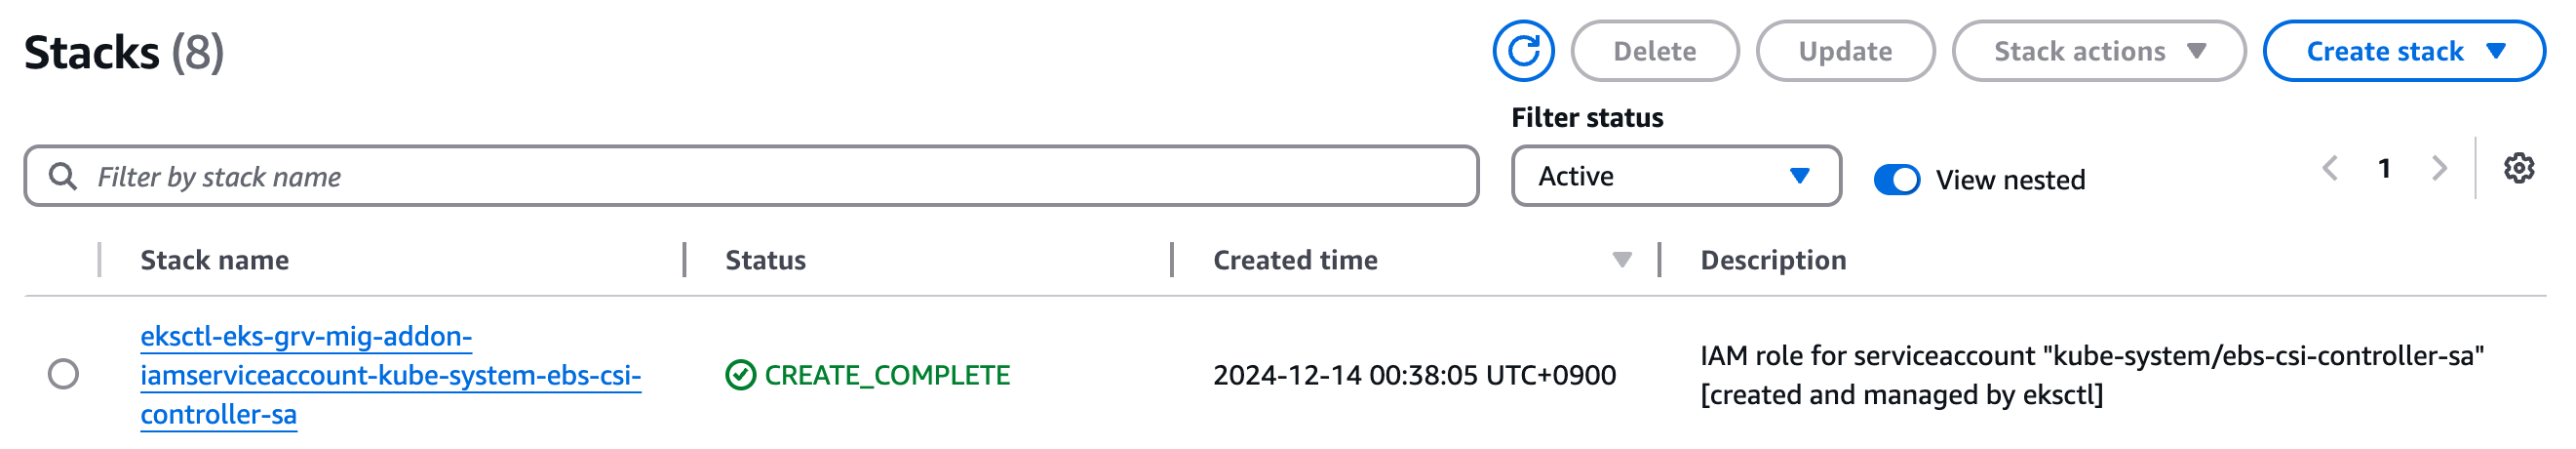 Stacks (8)
Delete
Update
Stack actions
Create stack
Filter status
Filter by stack name
Active
View nested
1
Stack name
Status
Created time
Description
eksctl-eks-grv-mig-addon-
iamserviceaccount-kube-system-ebs-csi-
controller-sa
CREATE_COMPLETE
2024-12-14 00:38:05 UTC+0900
IAM role for serviceaccount "kube-system/ebs-csi-controller-sa"
[created and managed by eksctl]